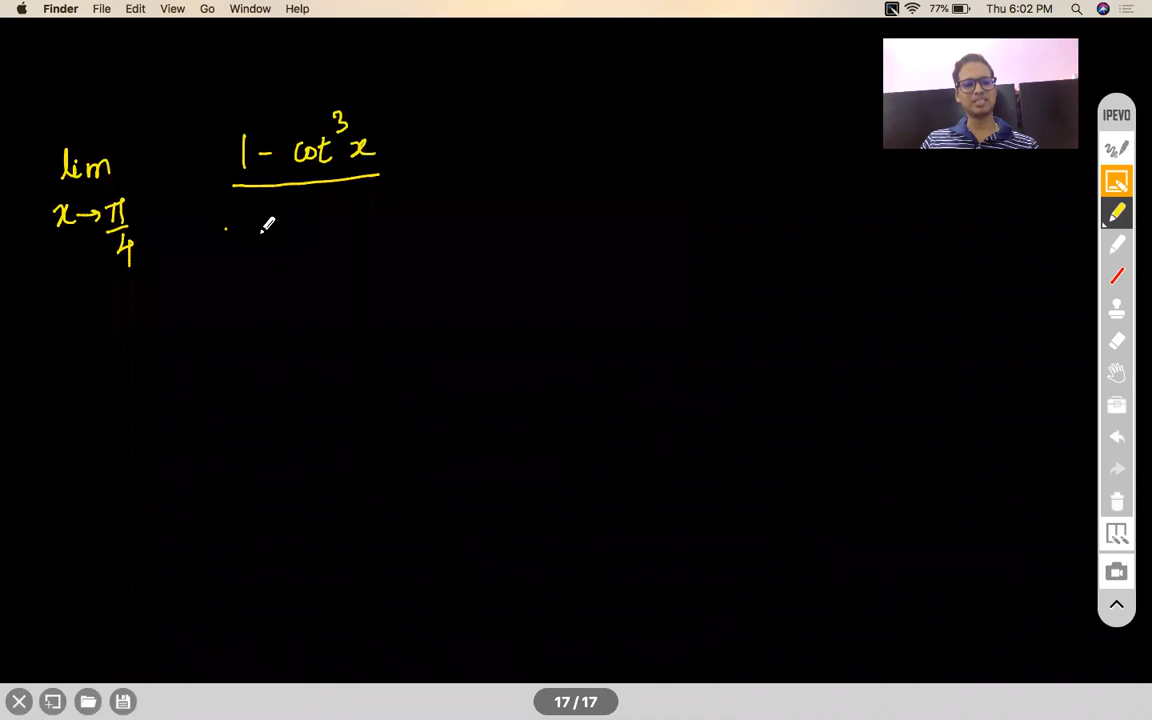 Finder File Edit View Go Window Help 77% Thu 6:02 PM
IPEVO
lim x→π/4 (1 - cot³x)/
17/17